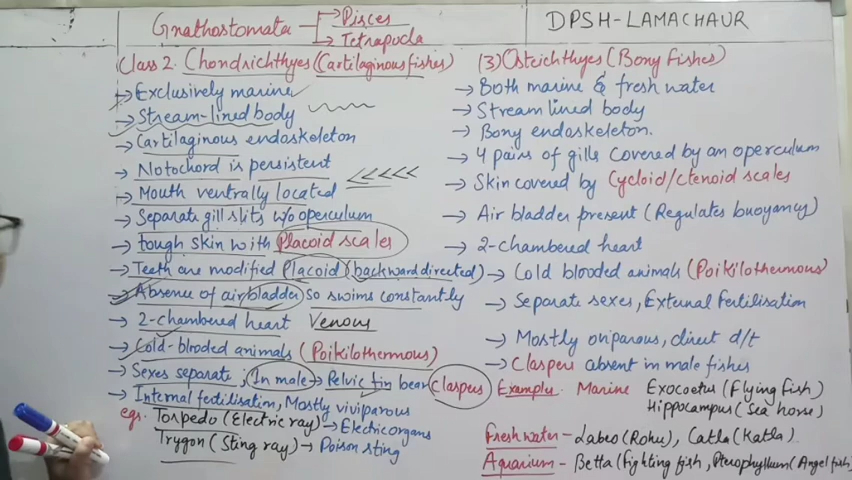 Gnathostomata → Pisces
→ Tetrapoda
DPSH-LAMACHAUR
Class 2. Chondrichthyes (Cartilaginous fishes)
→ Exclusively marine
→ Stream-lined body
→ Cartilaginous endoskeleton
→ Notochord is persistent
→ Mouth ventrally located
→ Separate gill slits w/o operculum
→ tough skin with Placoid scales
→ Teeth are modified Placoid (backward directed)
→ Absence of air bladder so swims constantly
→ 2-chambered heart Venous
→ Cold-blooded animals (Poikilothermous)
→ Sexes separate ; In male → Pelvic fin bear claspers
→ Internal fertilisation, Mostly viviparous
egs. Torpedo (Electric ray) → Electric organs
Trygon (Sting ray) → Poison sting
(3) Osteichthyes (Bony Fishes)
→ Both marine & fresh water
→ Stream lined body
→ Bony endoskeleton.
→ 4 pairs of gills covered by an operculum
→ Skin covered by Cycloid/ctenoid scales
→ Air bladder present (Regulates buoyancy)
→ 2-chambered heart
→ Cold blooded animals (Poikilothermous)
→ Separate sexes, External Fertilisation
→ Mostly oviparous, direct d/t
→ Claspers absent in male fishes
Examples Marine Exocoetus (Flying fish)
Hippocampus (Sea horse)
Fresh water - Labeo (Rohu), Catla (Katla).
Aquarium - Betta (Fighting fish, Pterophyllum (Angel fish)